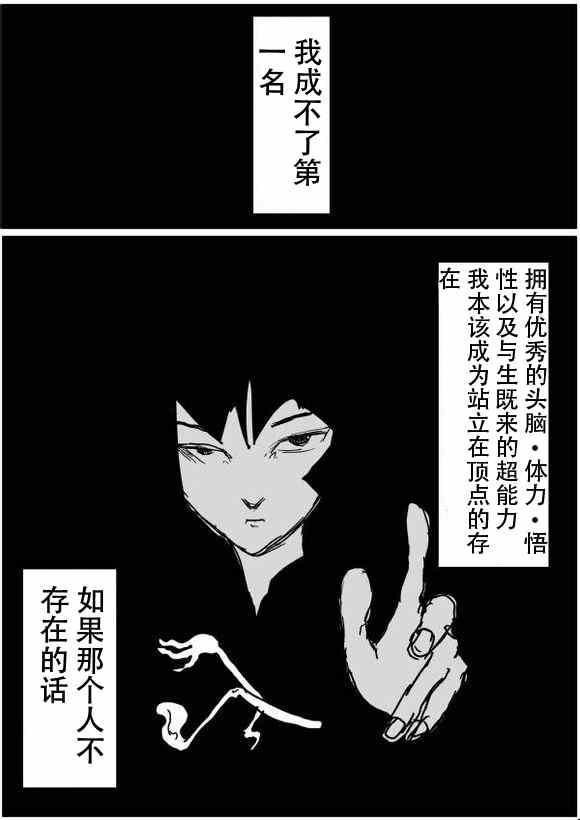 我成不了第
一名
拥有优秀的头脑·体力·悟
性以及与生既来的超能力
我本该成为站立在顶点的存
在
如果那个人不
存在的话